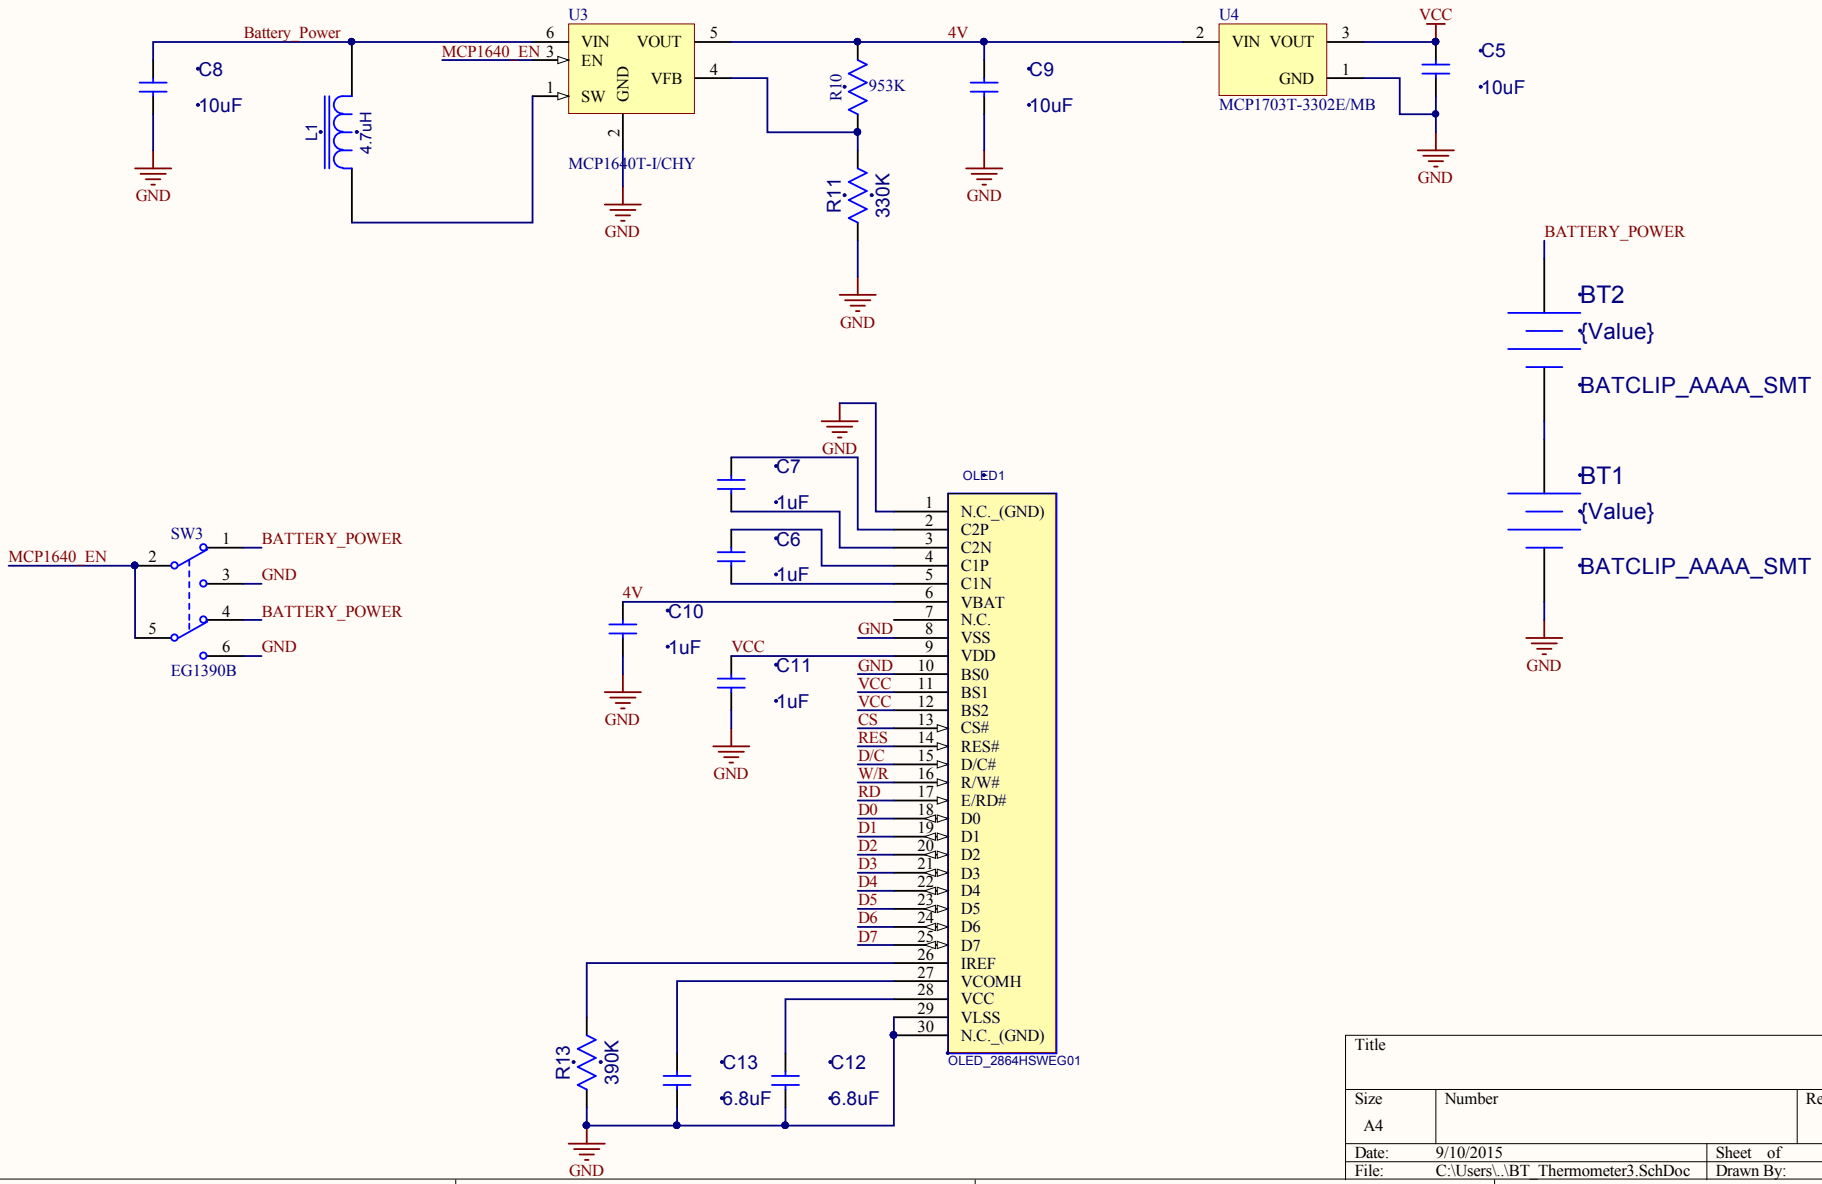 U3
Battery_Power
6 VIN VOUT 5
MCP1640_EN 3 EN
VFB 4
1 SW
GND
2
MCP1640T-I/CHY
GND
C8
10uF
GND
L1
4.7uH
R10
953K
R11
330K
GND
4V
C9
10uF
GND
U4
2 VIN VOUT 3
GND 1
MCP1703T-3302E/MB
VCC
C5
10uF
GND
BATTERY_POWER
BT2
{Value}
BATCLIP_AAAA_SMT
BT1
{Value}
BATCLIP_AAAA_SMT
GND
SW3
MCP1640_EN 2
1 BATTERY_POWER
3 GND
4 BATTERY_POWER
5
6 GND
EG1390B
GND
C7
1uF
C6
1uF
4V
C10
1uF
GND
VCC
C11
1uF
GND
OLED1
1 N.C._(GND)
2 C2P
3 C2N
4 C1P
5 C1N
6 VBAT
7 N.C.
GND 8 VSS
9 VDD
GND 10 BS0
VCC 11 BS1
VCC 12 BS2
CS 13 CS#
RES 14 RES#
D/C 15 D/C#
W/R 16 R/W#
RD 17 E/RD#
D0 18 D0
D1 19 D1
D2 20 D2
D3 21 D3
D4 22 D4
D5 23 D5
D6 24 D6
D7 25 D7
26 IREF
27 VCOMH
28 VCC
29 VLSS
30 N.C._(GND)
OLED_2864HSWEG01
R13
390K
C13
6.8uF
C12
6.8uF
GND
Title
Size Number Re
A4
Date: 9/10/2015 Sheet of
File: C:\Users\..\BT_Thermometer3.SchDoc Drawn By: